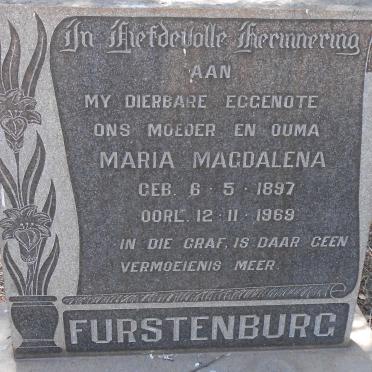 In Liefdevolle Herinnering
AAN
MY DIERBARE EGGENOTE
ONS MOEDER EN OUMA
MARIA MAGDALENA
GEB. 6·5·1897
OORL. 12·11·1969
IN DIE GRAF, IS DAAR GEEN
VERMOEIENIS MEER.
FURSTENBURG